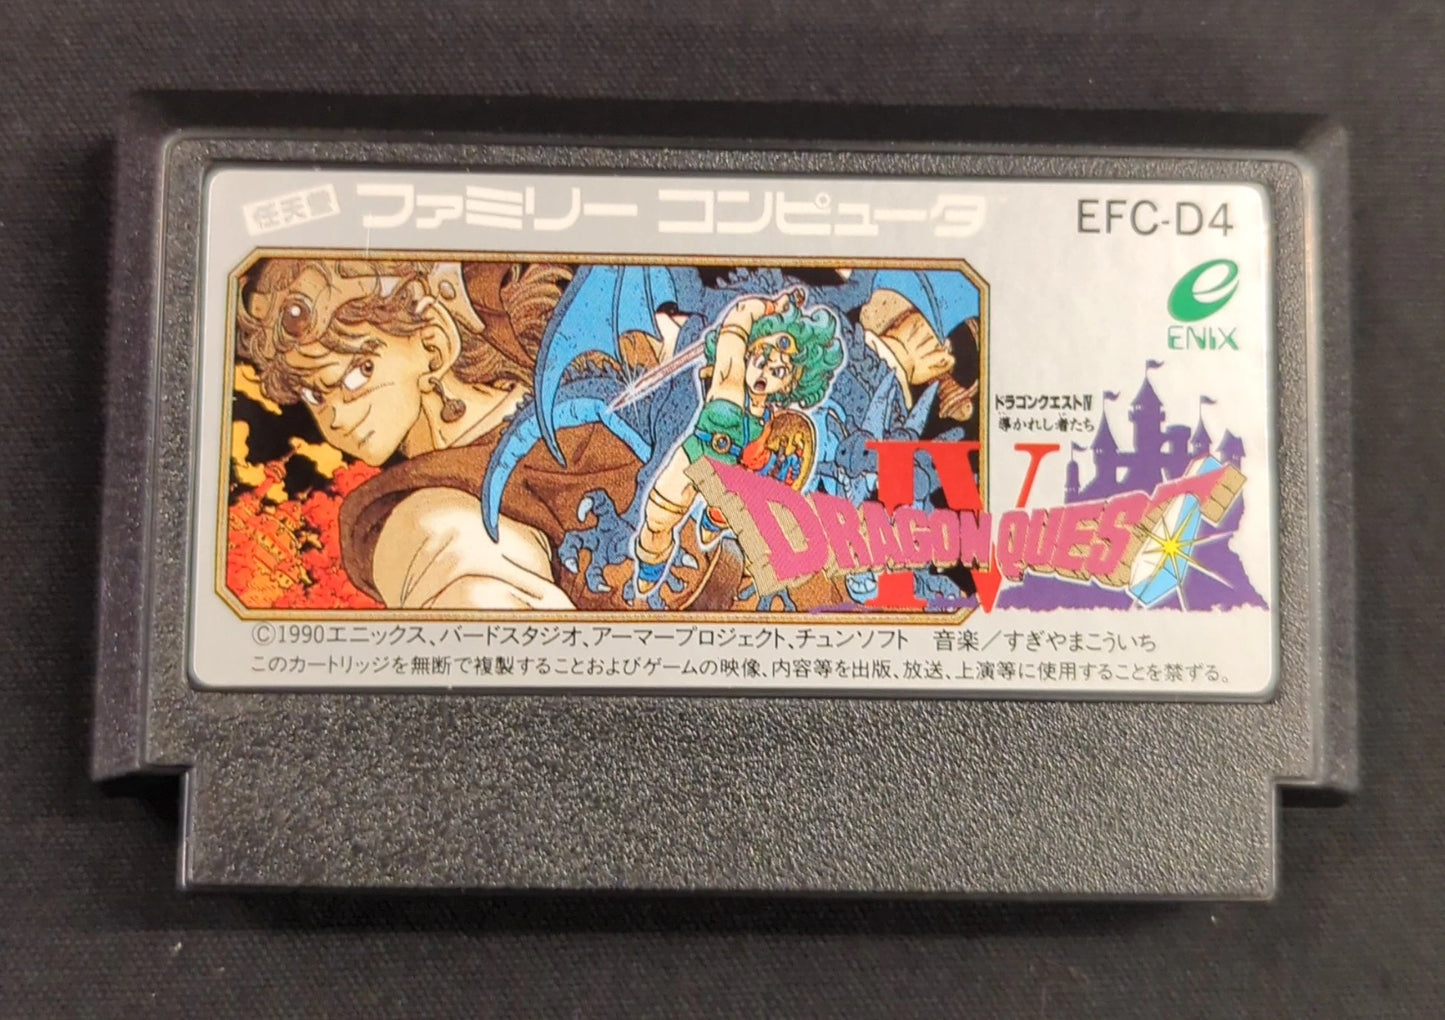 任天堂 ファミリー コンピュータ™
EFC-D4
ENIX
ドラゴンクエストⅣ
導かれし者たち
IV
DRAGON QUEST
©1990エニックス、バードスタジオ、アーマープロジェクト、チュンソフト 音楽／すぎやまこういち
このカートリッジを無断で複製することおよびゲームの映像、内容等を出版、放送、上演等に使用することを禁ずる。